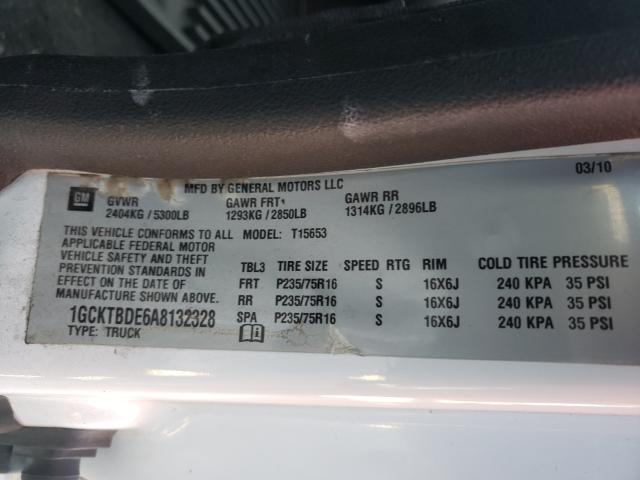 MFD BY GENERAL MOTORS LLC 03/10
GM GVWR GAWR FRT GAWR RR
2404KG / 5300LB 1293KG / 2850LB 1314KG / 2896LB
THIS VEHICLE CONFORMS TO ALL MODEL: T15653
APPLICABLE FEDERAL MOTOR
VEHICLE SAFETY AND THEFT
PREVENTION STANDARDS IN
EFFECT ON THE DATE OF
MANUFACTURE SHOWN ABOVE.
1GCKTBDE6A8132328
TYPE: TRUCK
TBL3 TIRE SIZE SPEED RTG RIM COLD TIRE PRESSURE
FRT P235/75R16 S 16X6J 240 KPA 35 PSI
RR P235/75R16 S 16X6J 240 KPA 35 PSI
SPA P235/75R16 S 16X6J 240 KPA 35 PSI